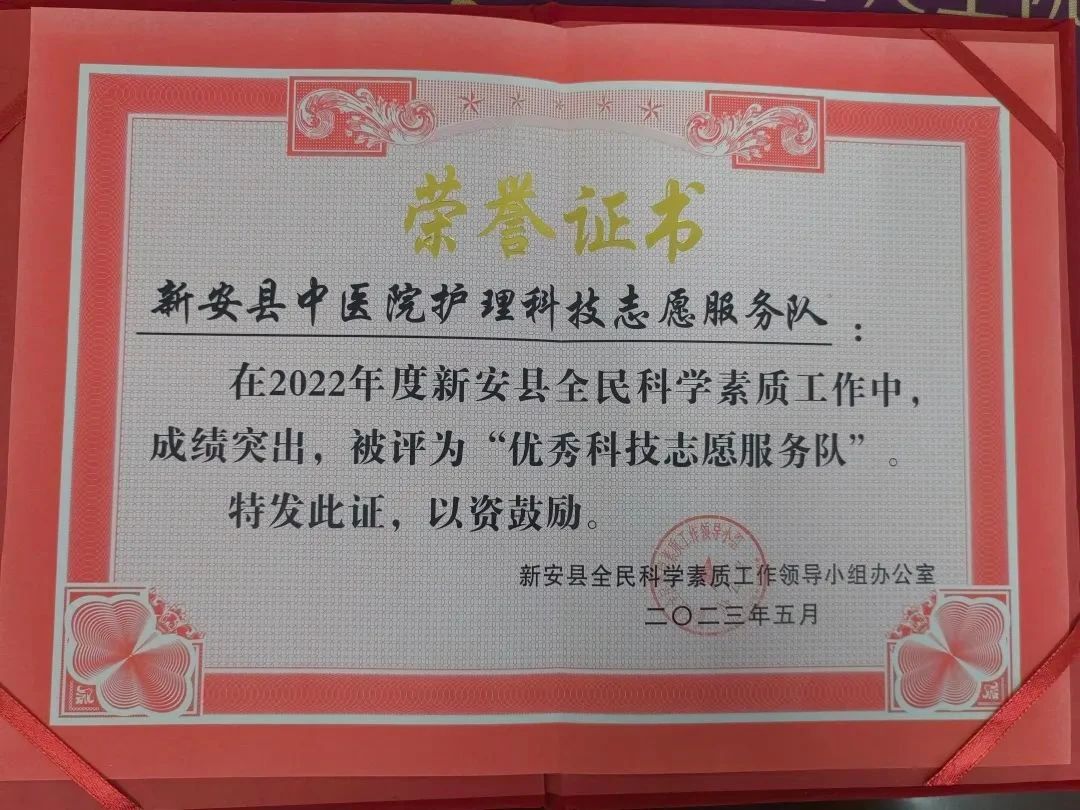 荣誉证书
新安县中医院护理科技志愿服务队：
在2022年度新安县全民科学素质工作中，
成绩突出，被评为“优秀科技志愿服务队”。
特发此证，以资鼓励。
新安县全民科学素质工作领导小组办公室
二〇二三年五月